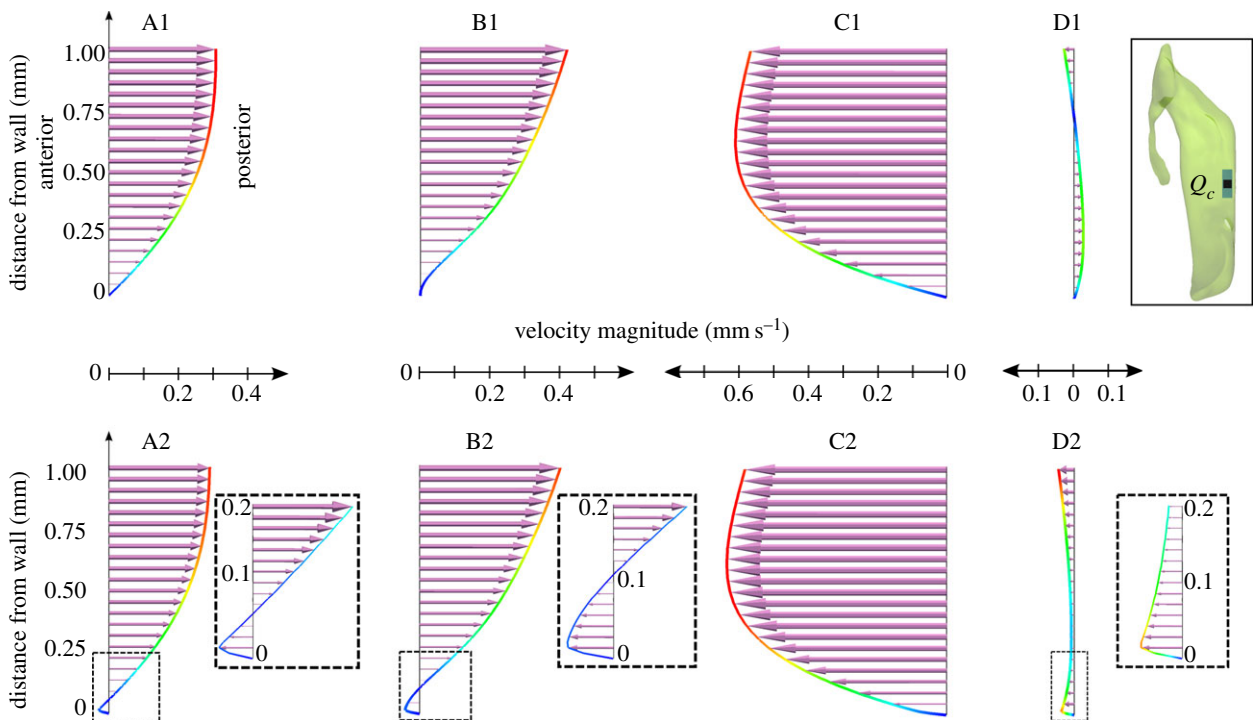 A1 B1 C1 D1
1.00
0.75
0.50
0.25
0
distance from wall (mm)
anterior
posterior
Qc
velocity magnitude (mm s–1)
0 0.2 0.4
0 0.2 0.4
0.6 0.4 0.2 0
0.1 0 0.1
A2 B2 C2 D2
1.00
0.75
0.50
0.25
0
distance from wall (mm)
0.2
0.1
0
0.2
0.1
0
0.2
0.1
0